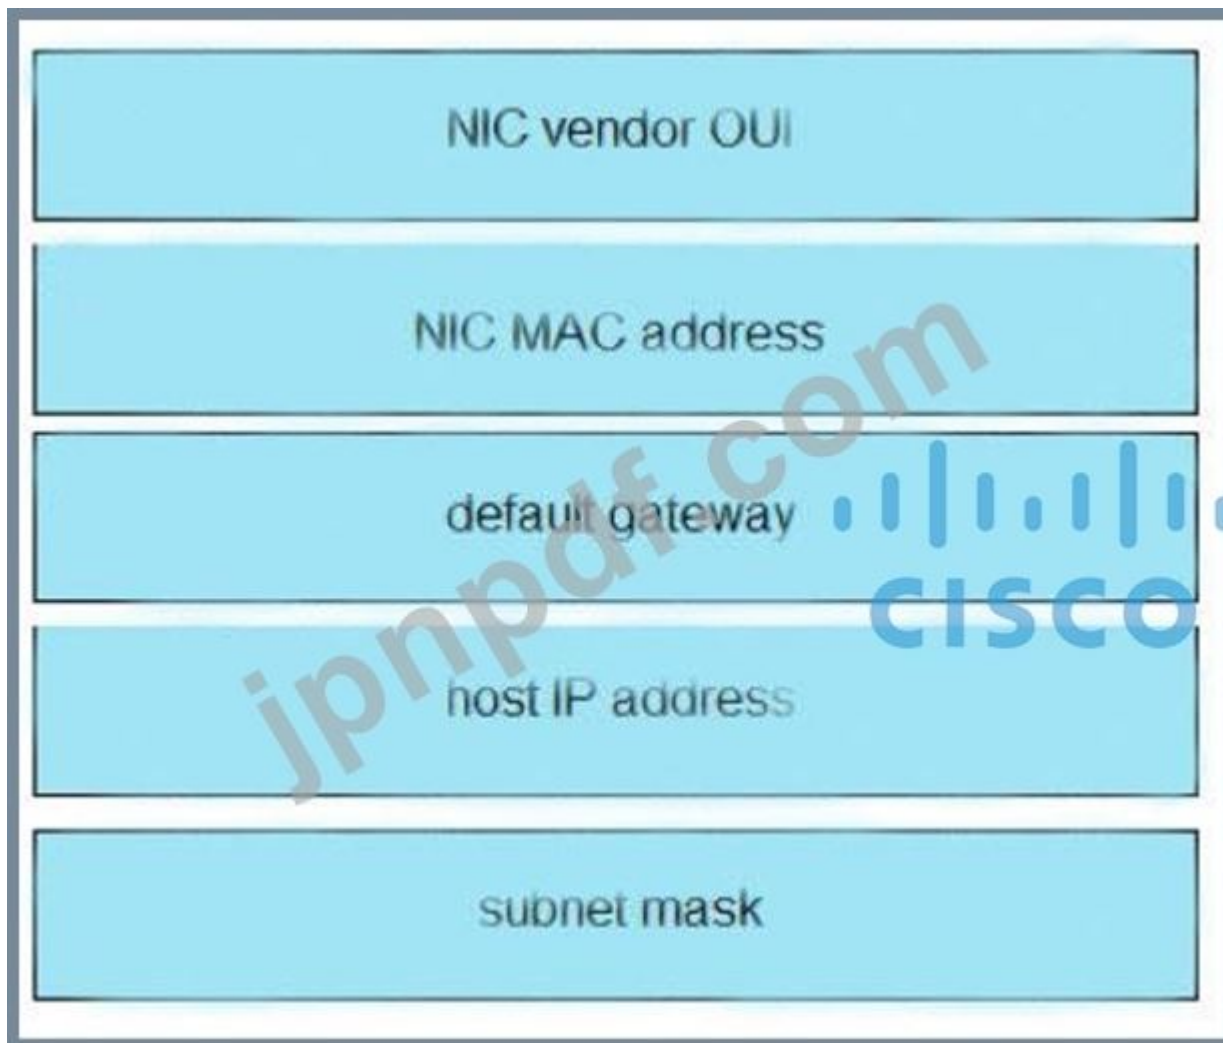 NIC vendor OUI
NIC MAC address
default gateway
host IP address
subnet mask
jpnpdf.com
CISCO